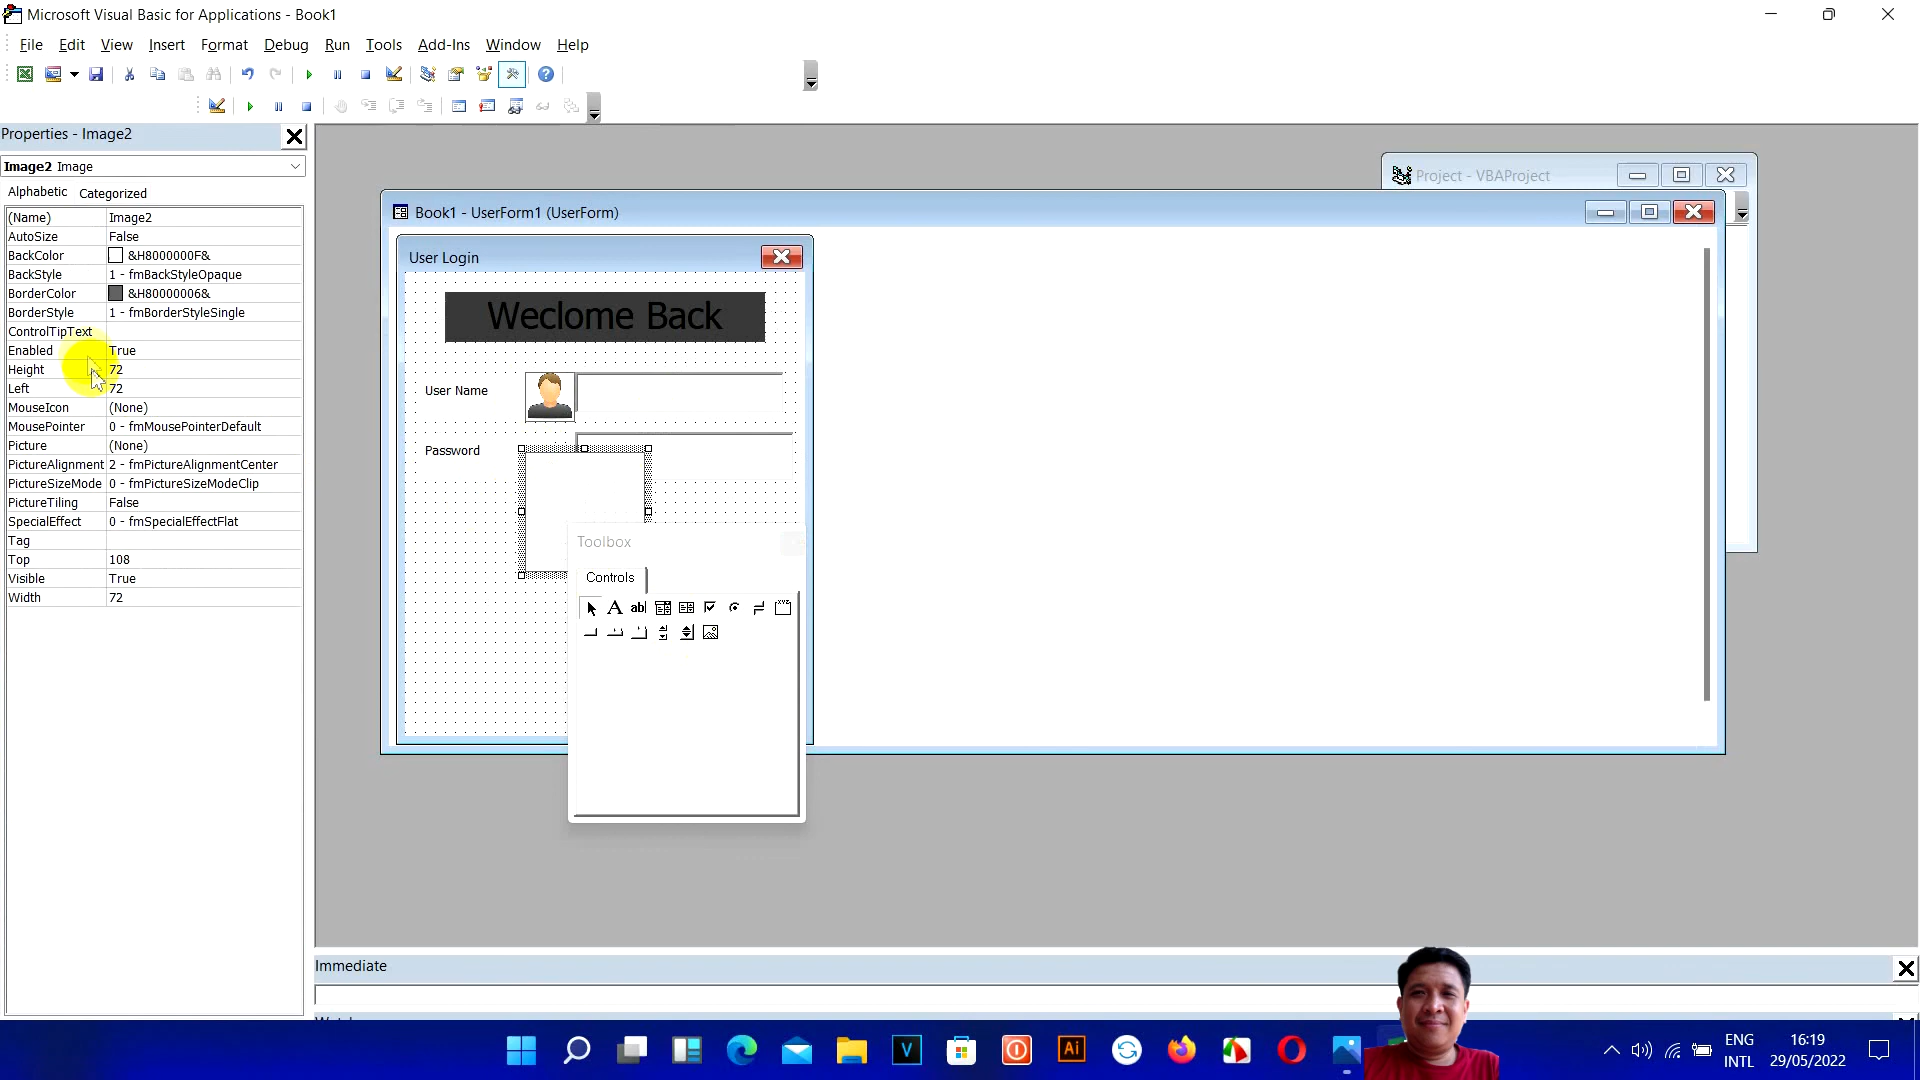 Microsoft Visual Basic for Applications - Book1
File Edit View Insert Format Debug Run Tools Add-Ins Window Help
Properties - Image2
Image2 Image
Alphabetic Categorized
(Name) Image2
AutoSize False
BackColor &H8000000F&
BackStyle 1 - fmBackStyleOpaque
BorderColor &H80000006&
BorderStyle 1 - fmBorderStyleSingle
ControlTipText
Enabled True
Height 72
Left 72
MouseIcon (None)
MousePointer 0 - fmMousePointerDefault
Picture (None)
PictureAlignment 2 - fmPictureAlignmentCenter
PictureSizeMode 0 - fmPictureSizeModeClip
PictureTiling False
SpecialEffect 0 - fmSpecialEffectFlat
Tag
Top 108
Visible True
Width 72
Project - VBAProject
Book1 - UserForm1 (UserForm)
User Login
Weclome Back
User Name
Password
Toolbox
Controls
A abl
XYZ
Immediate
V
Ai
ENG
INTL
16:19
29/05/2022